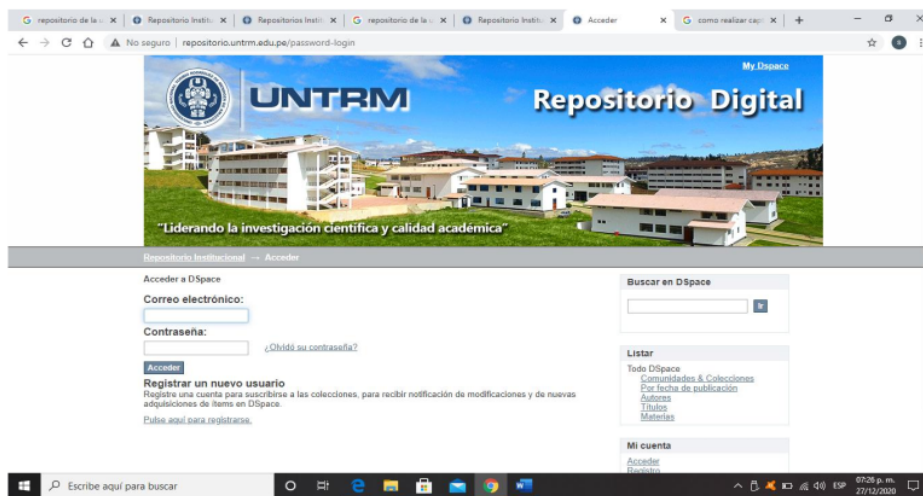 repositorio de la u
Repositorio Institu
Repositorios Instit
repositorio de la u
Repositorio Institu
Acceder
como realizar capt
No seguro | repositorio.untrm.edu.pe/password-login
My Dspace
UNTRM
Repositorio Digital
"Liderando la investigación científica y calidad académica"
Repositorio Institucional → Acceder
Acceder a DSpace
Correo electrónico:
Contraseña:
¿Olvidó su contraseña?
Acceder
Registrar un nuevo usuario
Registre una cuenta para suscribirse a las colecciones, para recibir notificación de modificaciones y de nuevas
adquisiciones de ítems en DSpace.
Pulse aquí para registrarse.
Buscar en DSpace
Ir
Listar
Todo DSpace
Comunidades & Colecciones
Por fecha de publicación
Autores
Títulos
Materias
Mi cuenta
Acceder
Registro
Escribe aquí para buscar
ESP
07:26 p. m.
27/12/2020